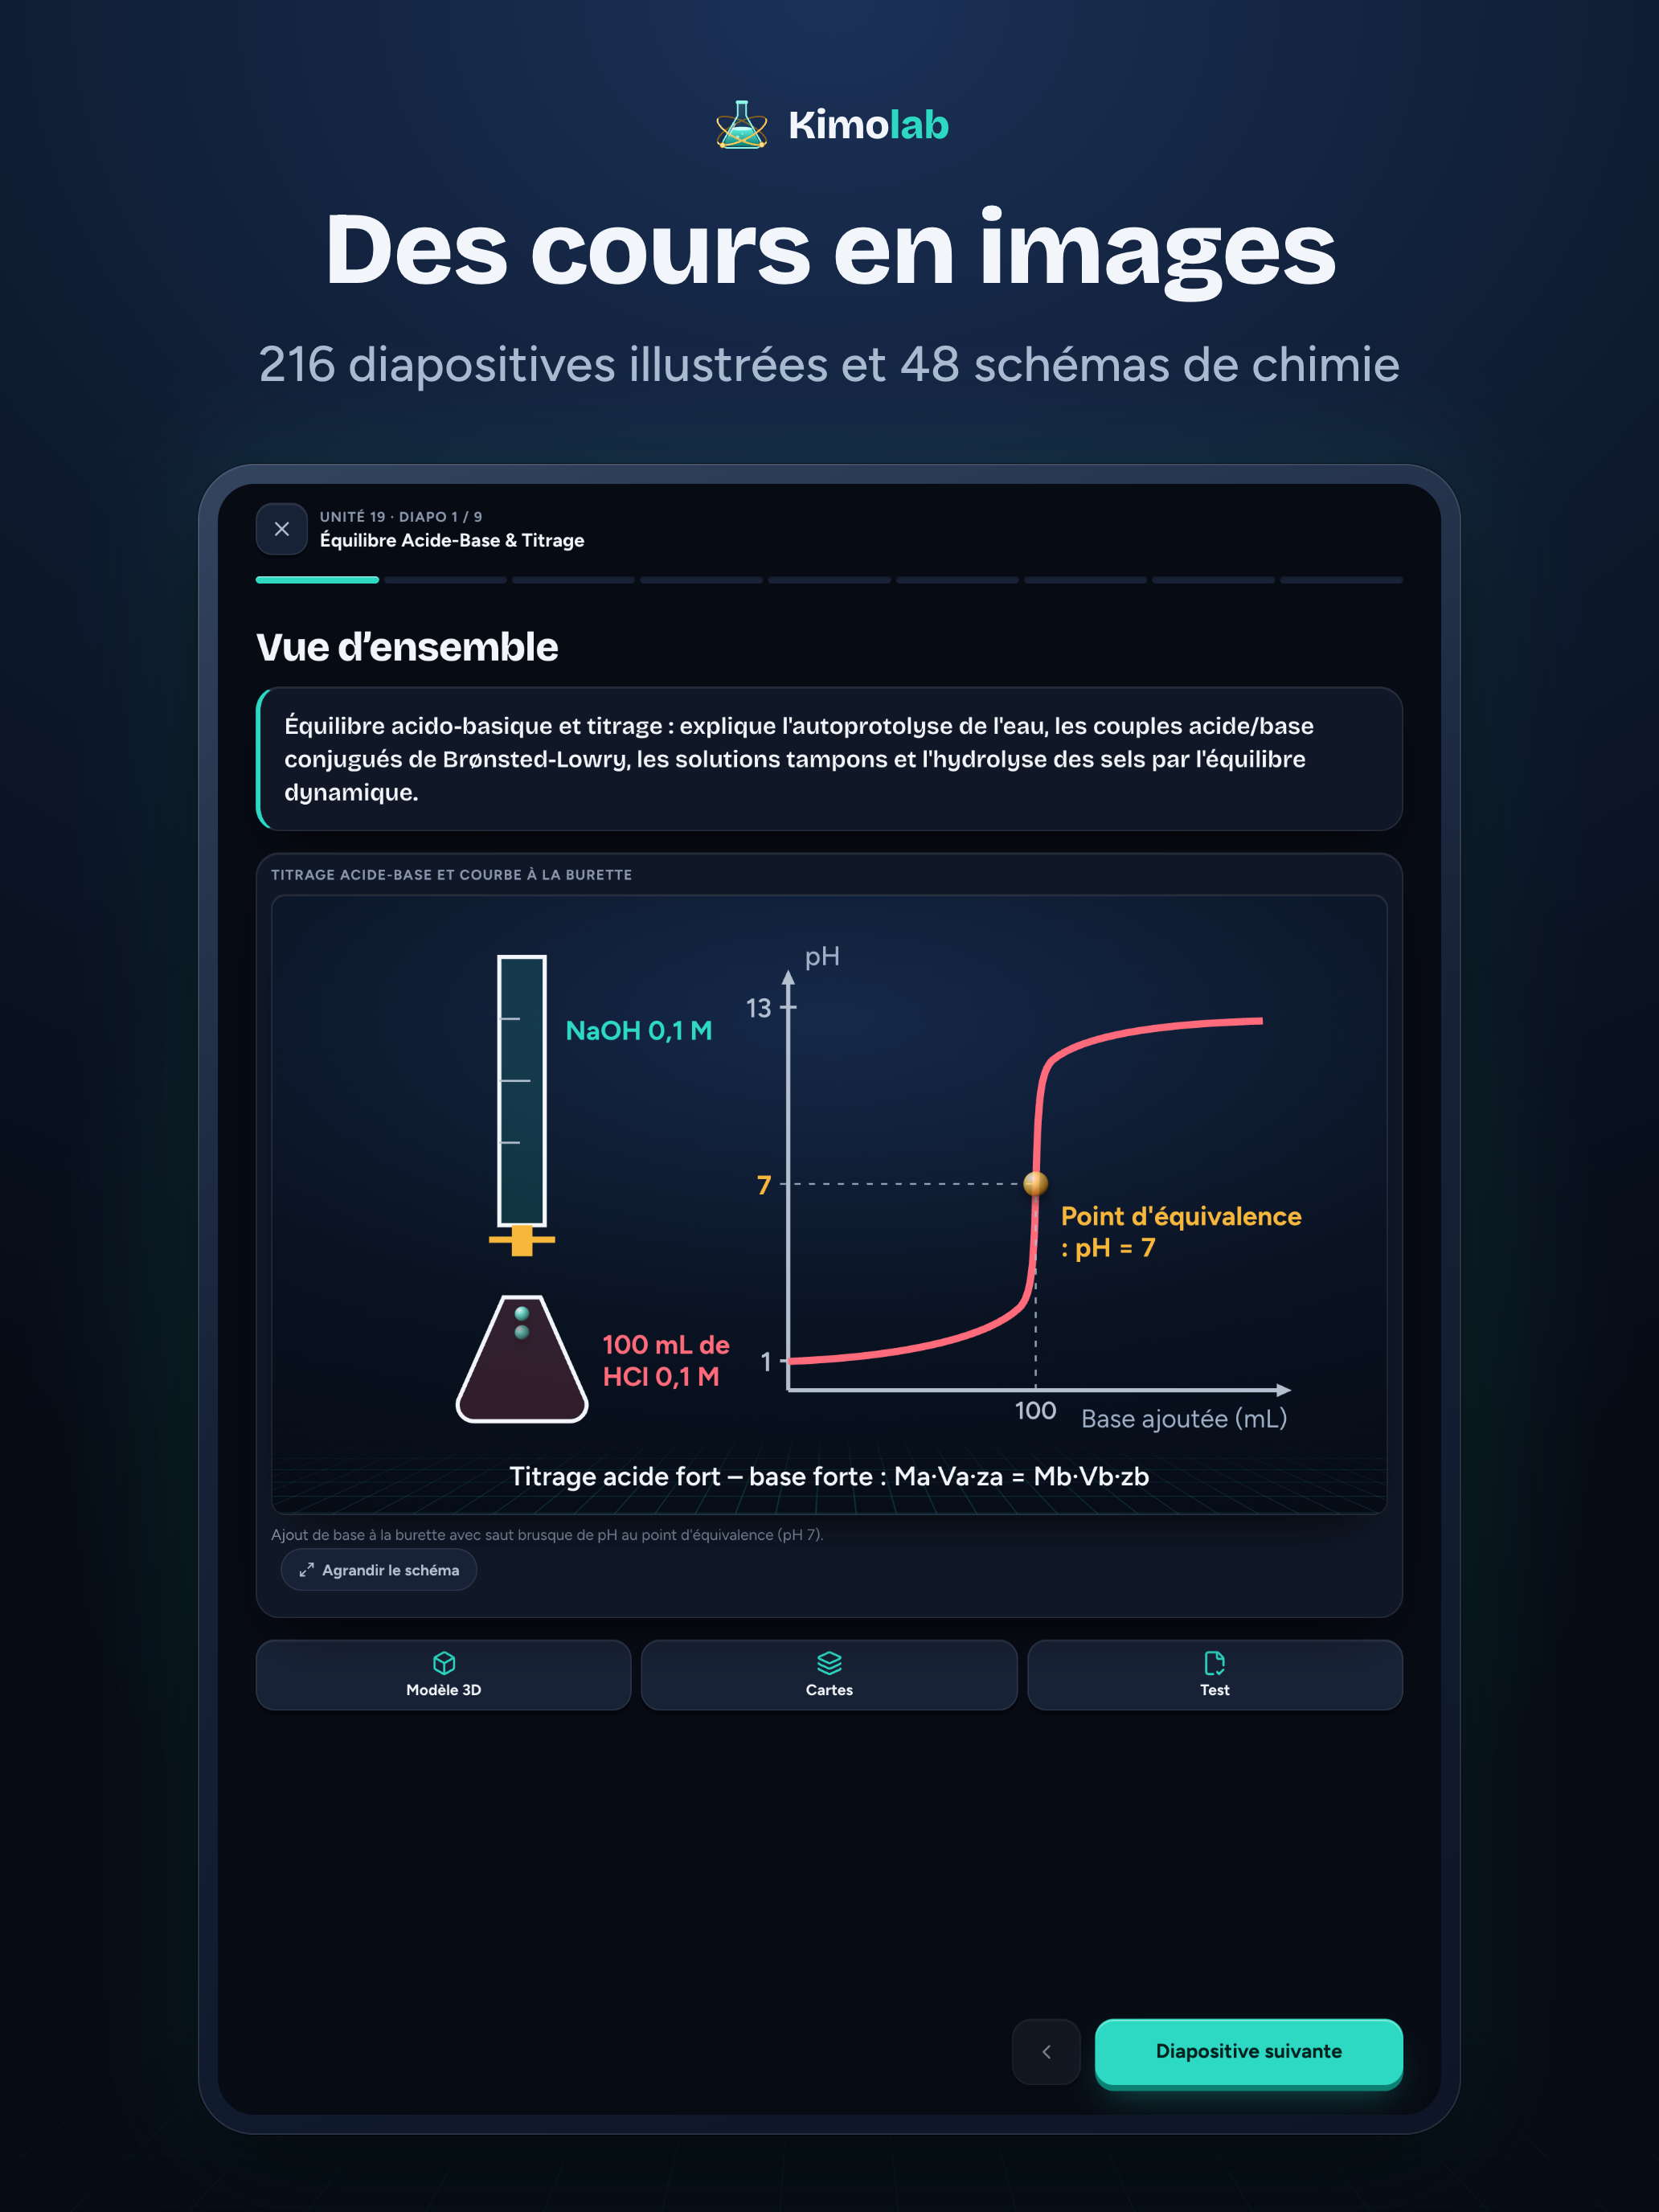 Kimolab
Des cours en images
216 diapositives illustrées et 48 schémas de chimie
UNITÉ 19 · DIAPO 1 / 9
Équilibre Acide-Base & Titrage
Vue d’ensemble
Équilibre acido-basique et titrage : explique l'autoprotolyse de l'eau, les couples acide/base
conjugués de Brønsted-Lowry, les solutions tampons et l'hydrolyse des sels par l'équilibre
dynamique.
TITRAGE ACIDE-BASE ET COURBE À LA BURETTE
pH
13
NaOH 0,1 M
7
Point d'équivalence
: pH = 7
100 mL de
HCl 0,1 M
1
100
Base ajoutée (mL)
Titrage acide fort – base forte : Ma·Va·za = Mb·Vb·zb
Ajout de base à la burette avec saut brusque de pH au point d'équivalence (pH 7).
Agrandir le schéma
Modèle 3D
Cartes
Test
Diapositive suivante